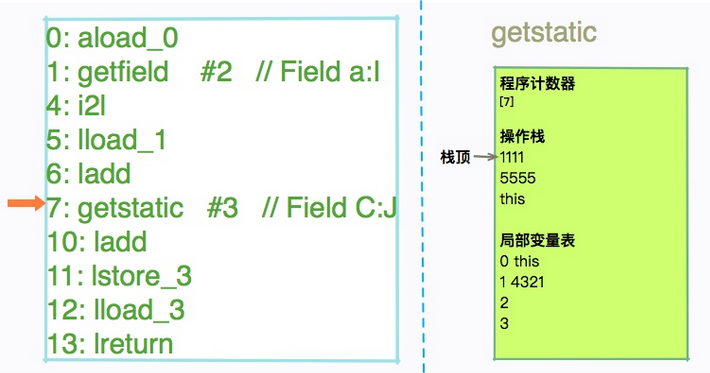 0: aload_0
1: getfield #2 // Field a:I
4: i2l
5: lload_1
6: ladd
7: getstatic #3 // Field C:J
10: ladd
11: lstore_3
12: lload_3
13: lreturn
getstatic
程序计数器
[7]
操作栈
栈顶
1111
5555
this
局部变量表
0 this
1 4321
2
3